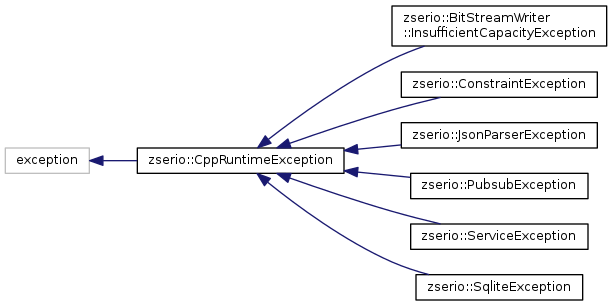 zserio::BitStreamWriter
::InsufficientCapacityException
zserio::ConstraintException
zserio::JsonParserException
exception
zserio::CppRuntimeException
zserio::PubsubException
zserio::ServiceException
zserio::SqliteException